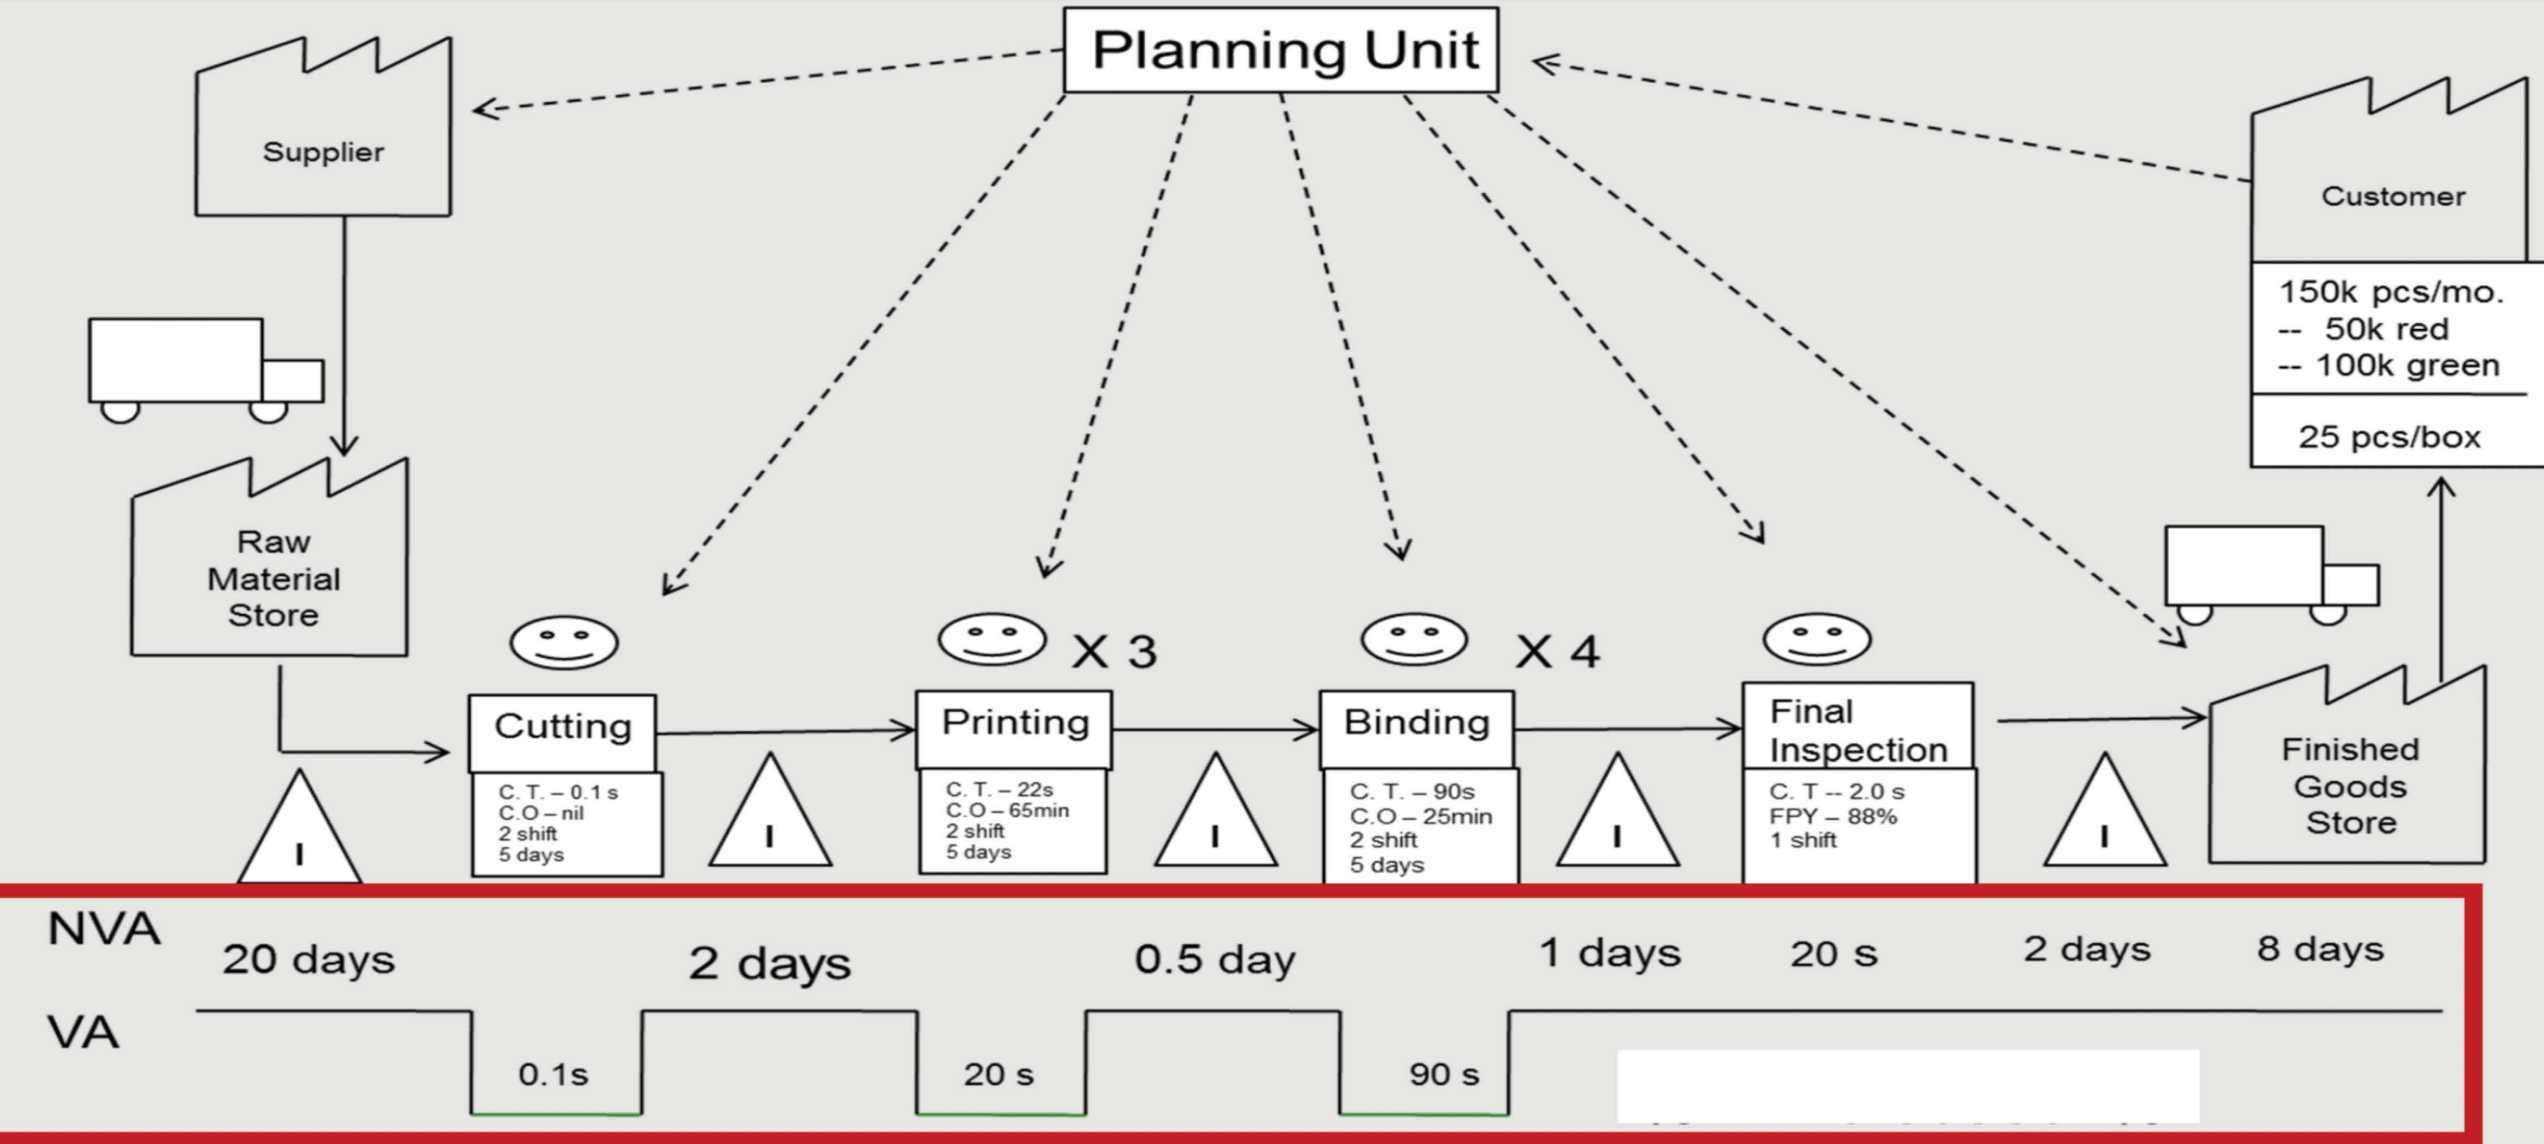 Planning Unit
Supplier
Customer
150k pcs/mo.
-- 50k red
-- 100k green
25 pcs/box
Raw
Material
Store
X 3
X 4
Cutting
C. T. – 0.1 s
C.O – nil
2 shift
5 days
Printing
C. T. – 22s
C.O – 65min
2 shift
5 days
Binding
C. T. – 90s
C.O – 25min
2 shift
5 days
Final
Inspection
C. T -- 2.0 s
FPY – 88%
1 shift
Finished
Goods
Store
I
I
I
I
I
NVA
20 days
2 days
0.5 day
1 days
20 s
2 days
8 days
VA
0.1s
20 s
90 s